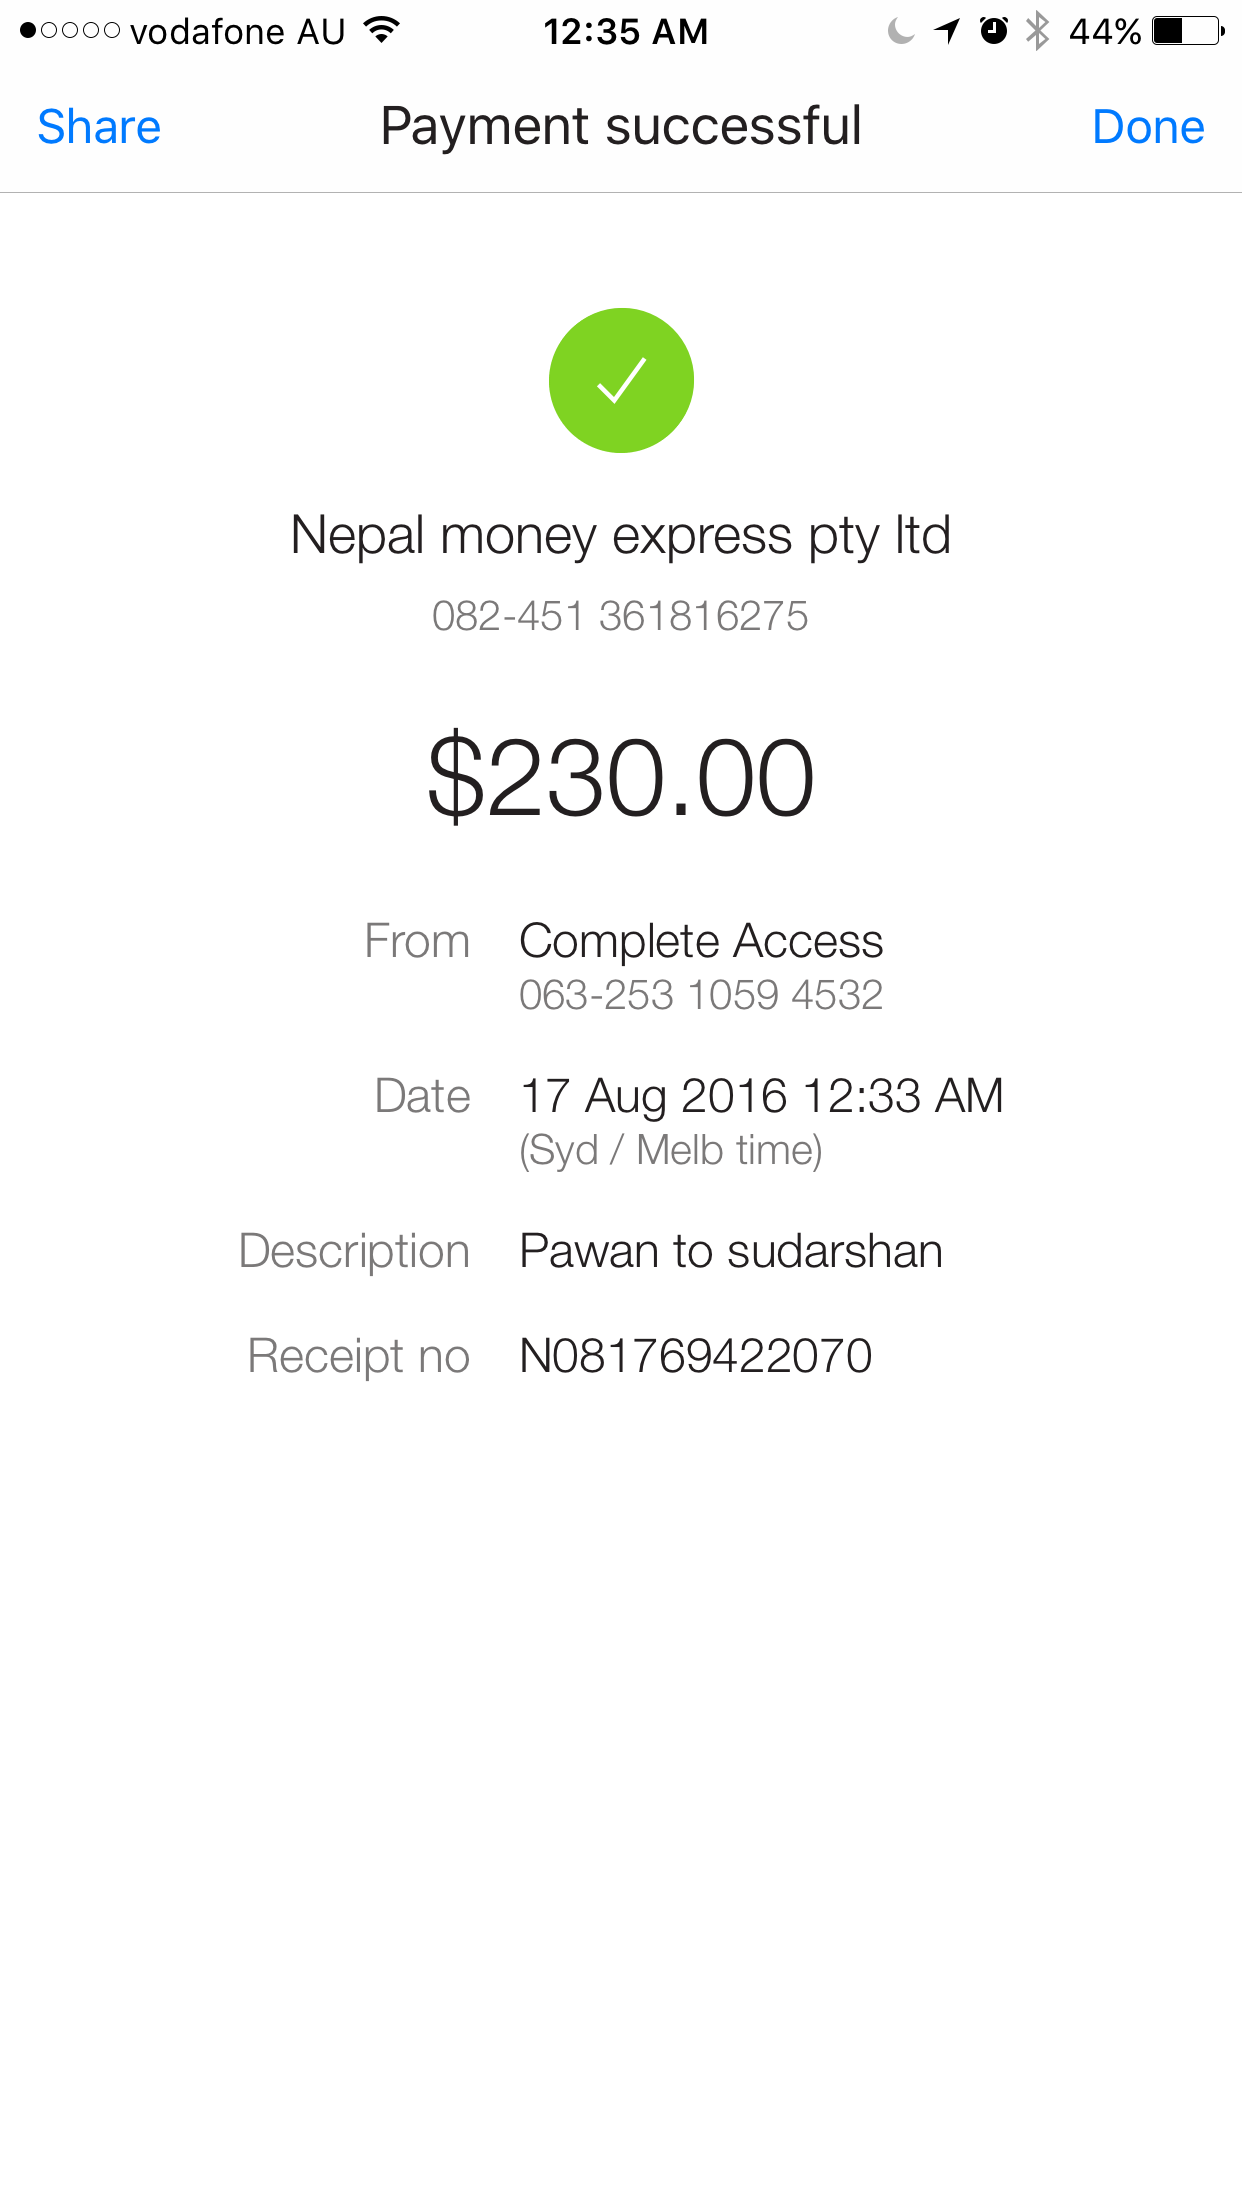 vodafone AU 12:35 AM 44%
Share Payment successful Done
Nepal money express pty ltd
082-451 361816275
$230.00
From Complete Access
063-253 1059 4532
Date 17 Aug 2016 12:33 AM
(Syd / Melb time)
Description Pawan to sudarshan
Receipt no N081769422070